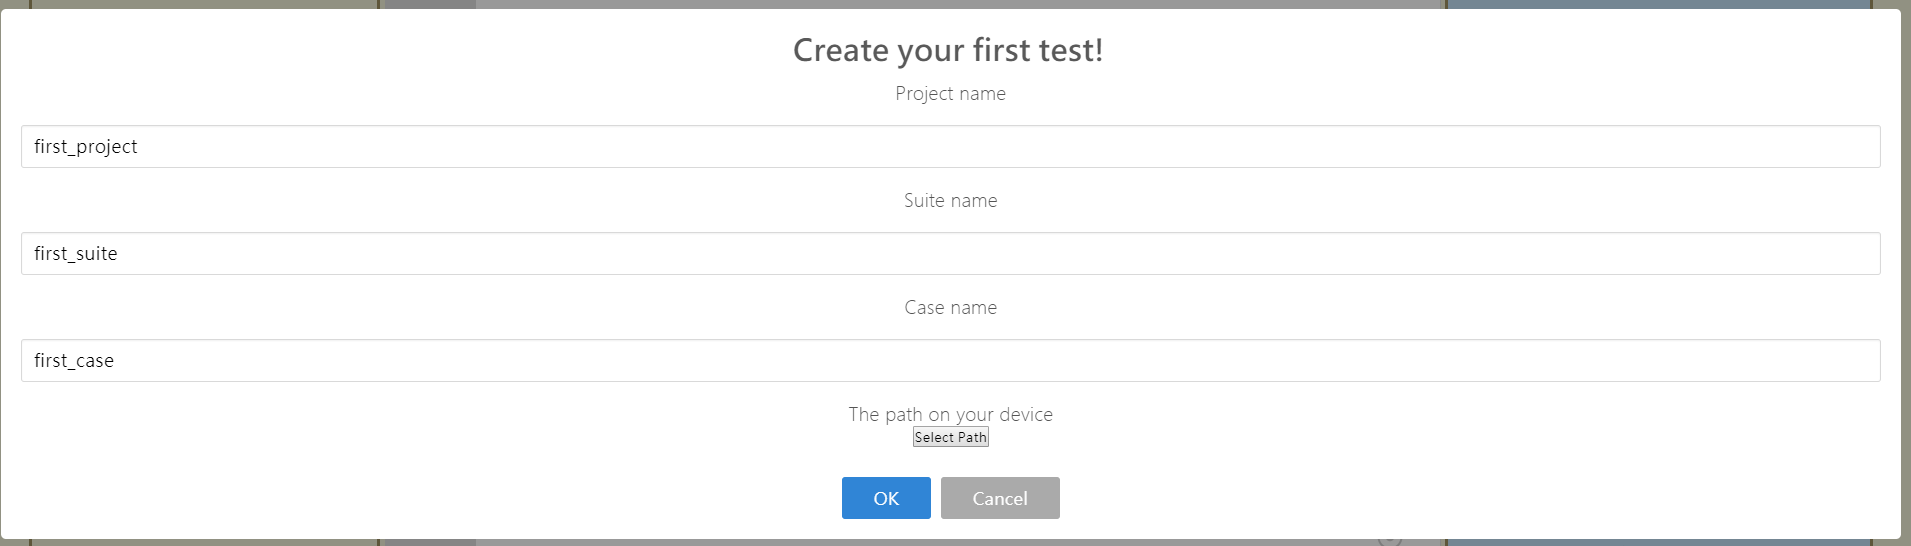 Create your first test!
Project name
first_project
Suite name
first_suite
Case name
first_case
The path on your device
Select Path
OK Cancel